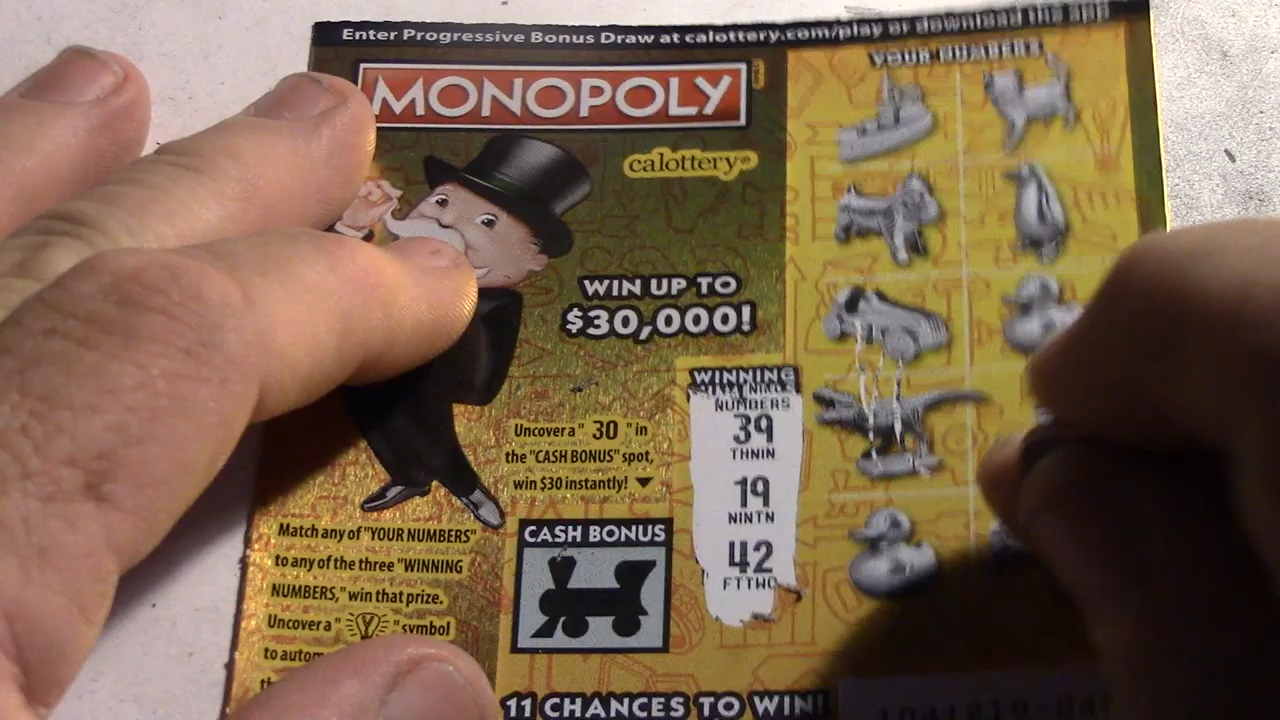 Enter Progressive Bonus Draw at calottery.com/play or download the app
MONOPOLY
calottery
WIN UP TO
$30,000!
Uncover a " 30 " in
the "CASH BONUS" spot,
win $30 instantly!
CASH BONUS
Match any of "YOUR NUMBERS"
to any of the three "WINNING
NUMBERS," win that prize.
Uncover a " " symbol
to
11 CHANCES TO WIN!
WINNING
NUMBERS
39
THNIN
19
NINTN
42
FTTWO
YOUR NUMBERS